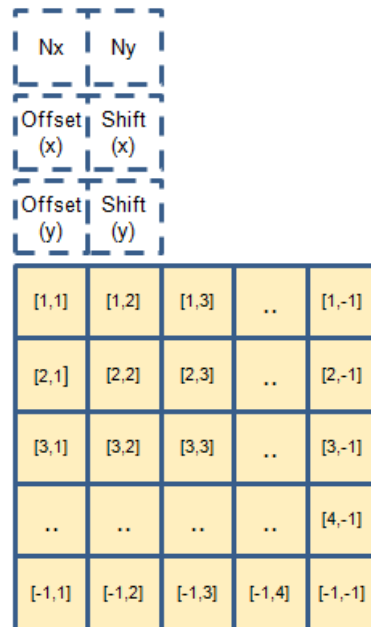 Nx Ny
Offset Shift
(x) (x)
Offset Shift
(y) (y)
[1,1] [1,2] [1,3] .. [1,-1]
[2,1] [2,2] [2,3] .. [2,-1]
[3,1] [3,2] [3,3] .. [3,-1]
.. .. .. .. [4,-1]
[-1,1] [-1,2] [-1,3] [-1,4] [-1,-1]